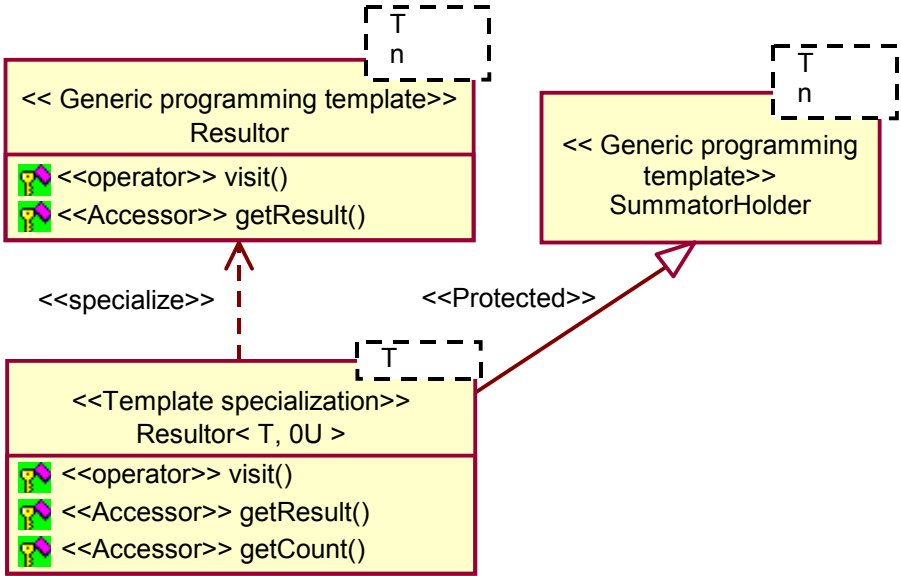 T
n
<< Generic programming template>>
Resultor
<<operator>> visit()
<<Accessor>> getResult()
T
n
<< Generic programming
template>>
SummatorHolder
<<specialize>>
<<Protected>>
T
<<Template specialization>>
Resultor< T, 0U >
<<operator>> visit()
<<Accessor>> getResult()
<<Accessor>> getCount()